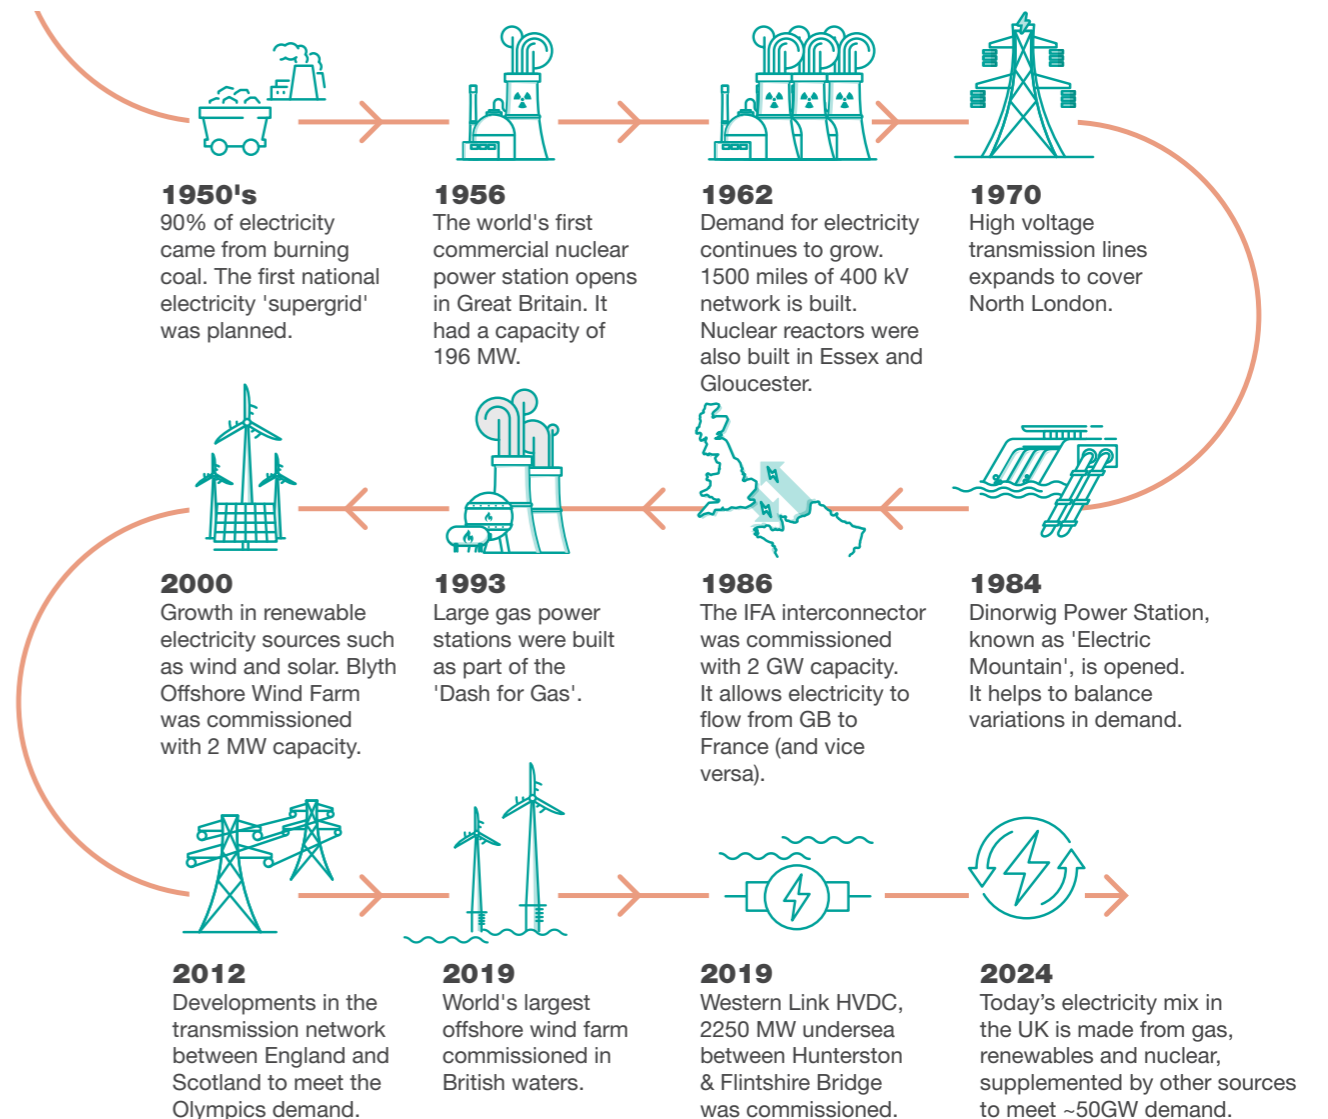 1950's
90% of electricity
came from burning
coal. The first national
electricity 'supergrid'
was planned.
1956
The world's first
commercial nuclear
power station opens
in Great Britain. It
had a capacity of
196 MW.
1962
Demand for electricity
continues to grow.
1500 miles of 400 kV
network is built.
Nuclear reactors were
also built in Essex and
Gloucester.
1970
High voltage
transmission lines
expands to cover
North London.
1984
Dinorwig Power Station,
known as 'Electric
Mountain', is opened.
It helps to balance
variations in demand.
1986
The IFA interconnector
was commissioned
with 2 GW capacity.
It allows electricity to
flow from GB to
France (and vice
versa).
1993
Large gas power
stations were built
as part of the
'Dash for Gas'.
2000
Growth in renewable
electricity sources such
as wind and solar. Blyth
Offshore Wind Farm
was commissioned
with 2 MW capacity.
2012
Developments in the
transmission network
between England and
Scotland to meet the
Olympics demand.
2019
World's largest
offshore wind farm
commissioned in
British waters.
2019
Western Link HVDC,
2250 MW undersea
between Hunterston
& Flintshire Bridge
was commissioned.
2024
Today’s electricity mix in
the UK is made from gas,
renewables and nuclear,
supplemented by other sources
to meet ~50GW demand.